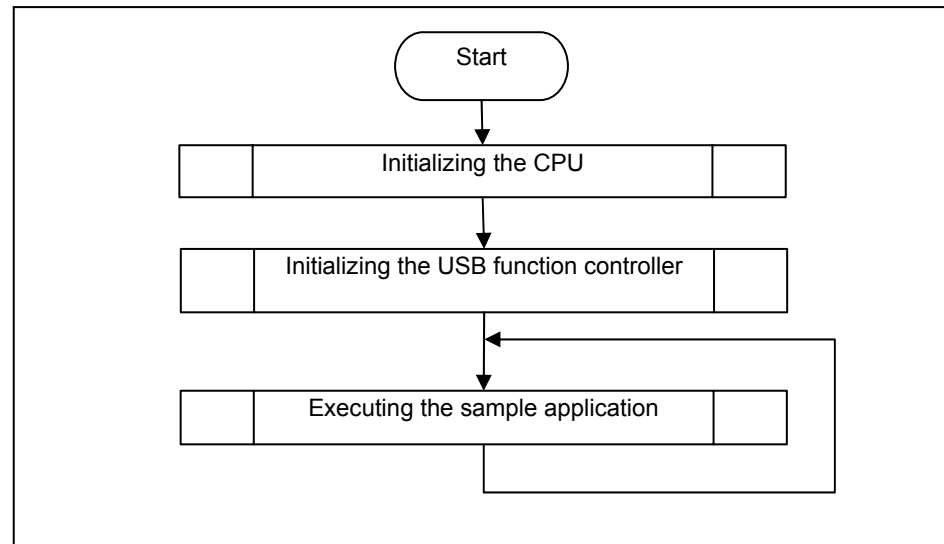 Start
Initializing the CPU
Initializing the USB function controller
Executing the sample application